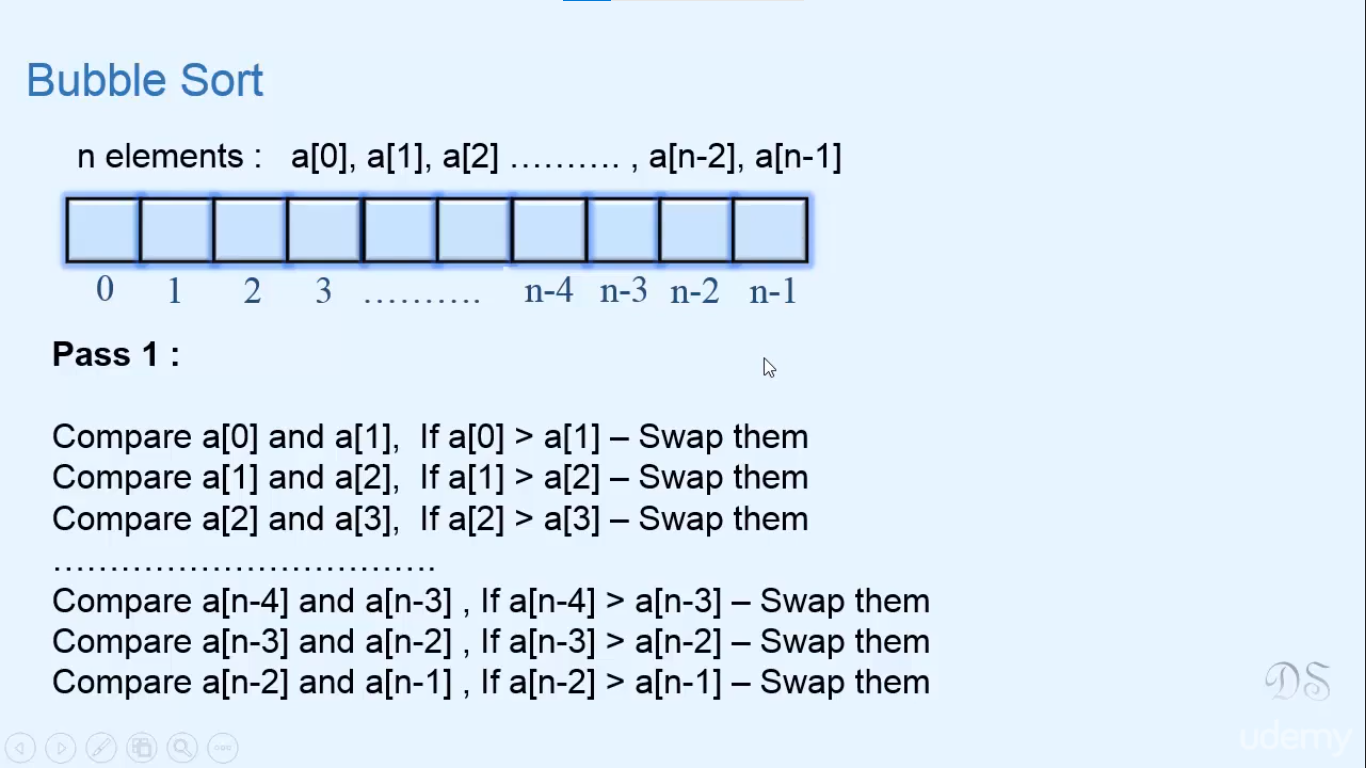 Bubble Sort
n elements :   a[0], a[1], a[2] .......... , a[n-2], a[n-1]
0 1 2 3 .......... n-4 n-3 n-2 n-1
Pass 1 :
Compare a[0] and a[1],  If a[0] > a[1] – Swap them
Compare a[1] and a[2],  If a[1] > a[2] – Swap them
Compare a[2] and a[3],  If a[2] > a[3] – Swap them
..................................
Compare a[n-4] and a[n-3] , If a[n-4] > a[n-3] – Swap them
Compare a[n-3] and a[n-2] , If a[n-3] > a[n-2] – Swap them
Compare a[n-2] and a[n-1] , If a[n-2] > a[n-1] – Swap them
DS
udemy